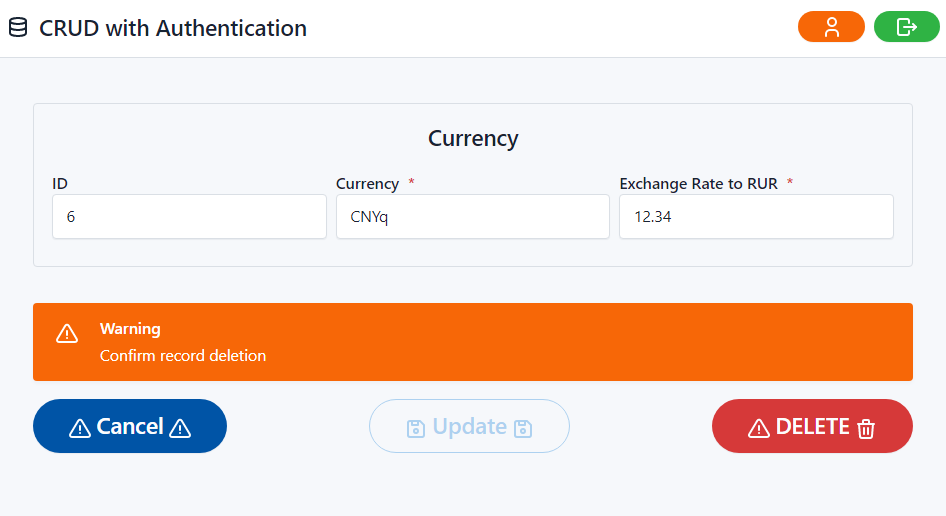 CRUD with Authentication
Currency
ID Currency * Exchange Rate to RUR *
6 CNYq 12.34
Warning
Confirm record deletion
Cancel Update DELETE